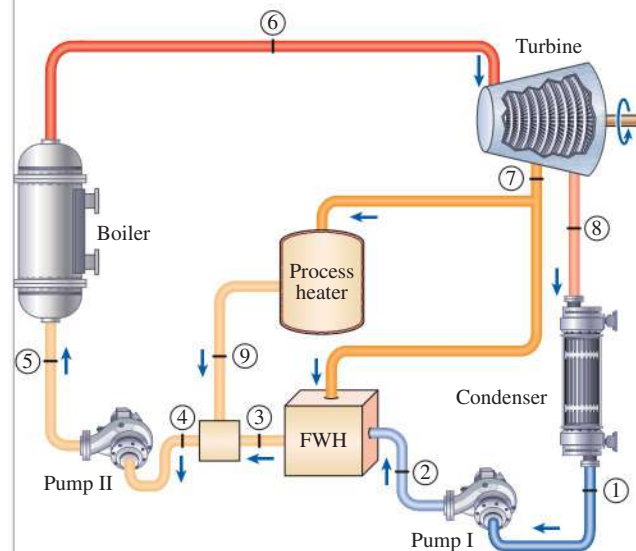 6
Turbine
7
8
Boiler
Process
heater
5
9
Condenser
4
3
FWH
2
Pump II
1
Pump I